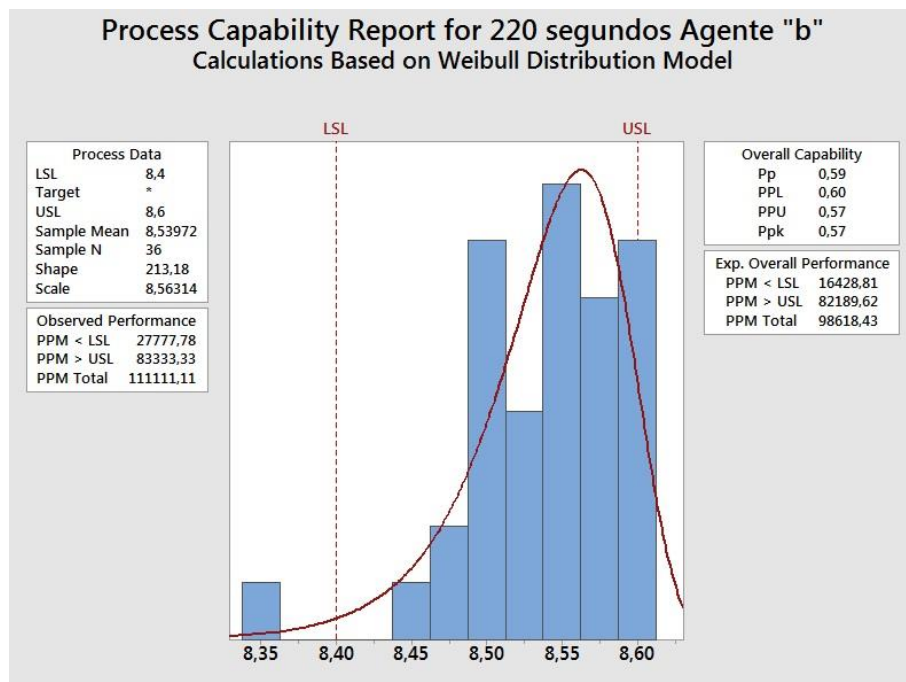 Process Capability Report for 220 segundos Agente "b"
Calculations Based on Weibull Distribution Model
LSL
USL
Process Data
LSL 8,4
Target *
USL 8,6
Sample Mean 8,53972
Sample N 36
Shape 213,18
Scale 8,56314
Observed Performance
PPM < LSL 27777,78
PPM > USL 83333,33
PPM Total 111111,11
Overall Capability
Pp 0,59
PPL 0,60
PPU 0,57
Ppk 0,57
Exp. Overall Performance
PPM < LSL 16428,81
PPM > USL 82189,62
PPM Total 98618,43
8,35 8,40 8,45 8,50 8,55 8,60